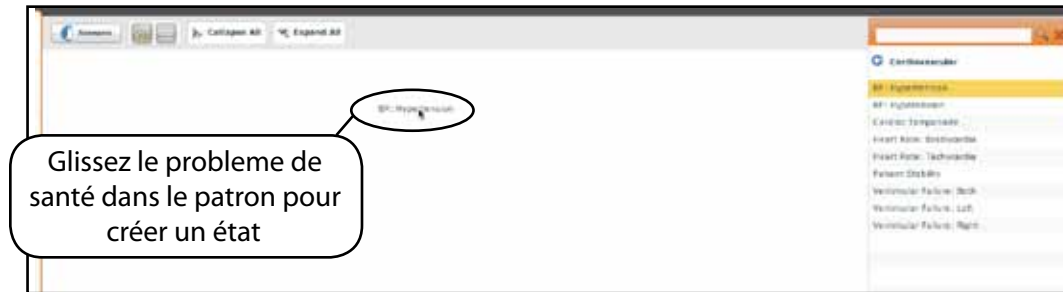 Collapse All
Expand All
Cardiovascular
BP: Hypertension
BP: Hypertension
BP: Hypotension
Cardiac Tamponade
Heart Rate: Bradycardia
Heart Rate: Tachycardia
Patient Stability
Ventricular Failure: Both
Ventricular Failure: Left
Ventricular Failure: Right
Glissez le probleme de
santé dans le patron pour
créer un état